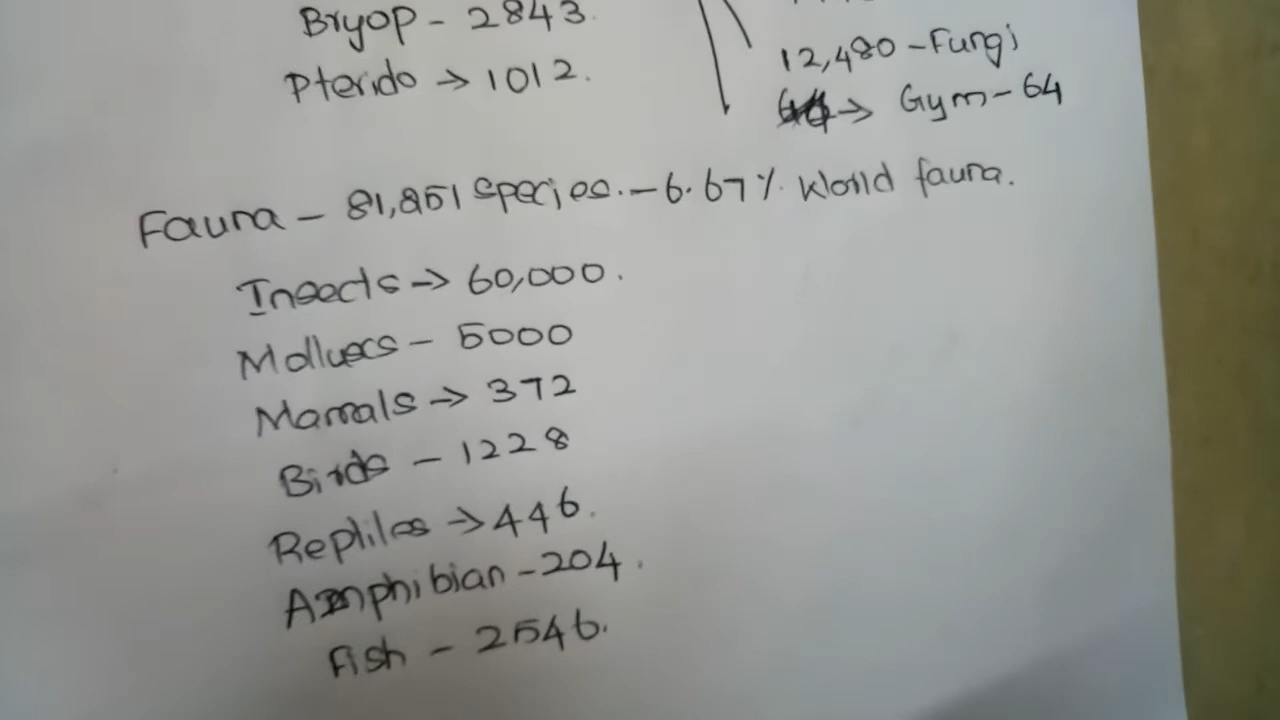 Bryop - 2843.
Pterido → 1012.
12,480 - Fungi
→ Gym - 64
Fauna - 81,251 Species. - 6.67% World fauna.
Insects → 60,000.
Molluscs - 5000
Mamals → 372
Birds - 1228
Reptiles → 446.
Amphibian - 204.
Fish - 2546.